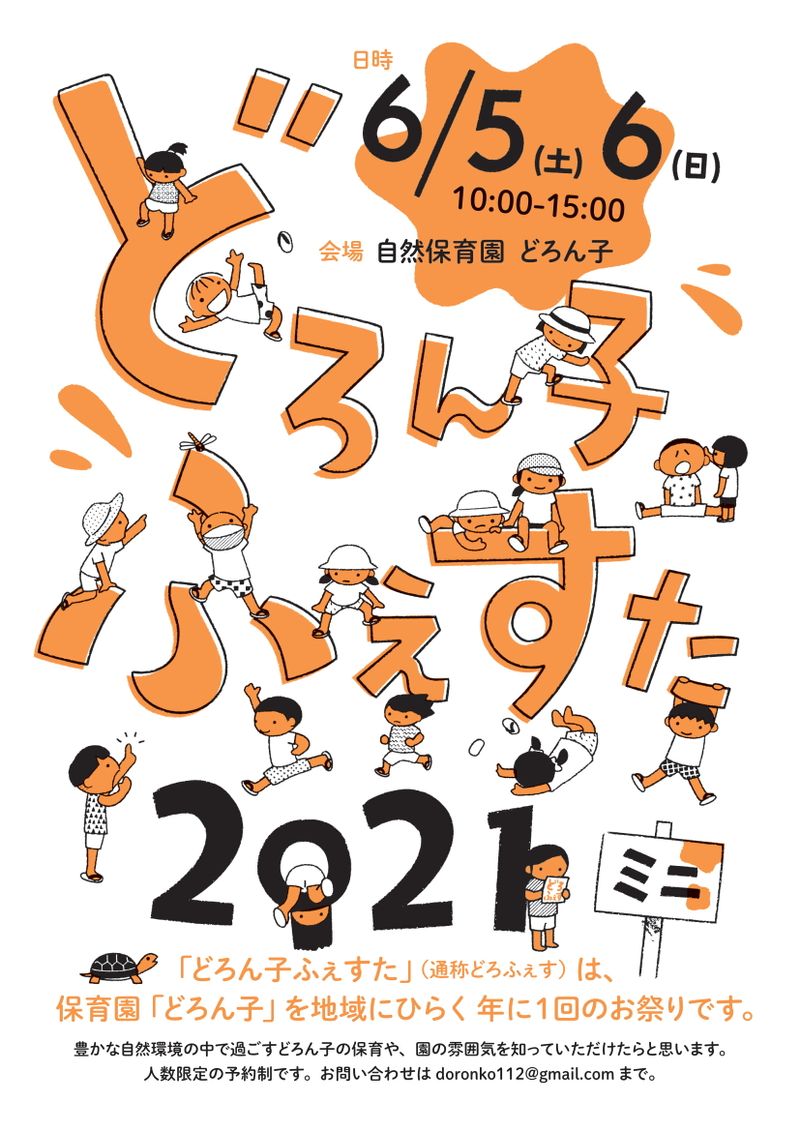 日時
6/5(土) 6(日)
10:00-15:00
会場 自然保育園 どろん子
どろん子
ふぇすた
2021
ミニ
どろ
ふぇすた
「どろん子ふぇすた」(通称どろふぇす)は、
保育園「どろん子」を地域にひらく 年に1回のお祭りです。
豊かな自然環境の中で過ごすどろん子の保育や、園の雰囲気を知っていただけたらと思います。
人数限定の予約制です。お問い合わせは doronko112@gmail.com まで。